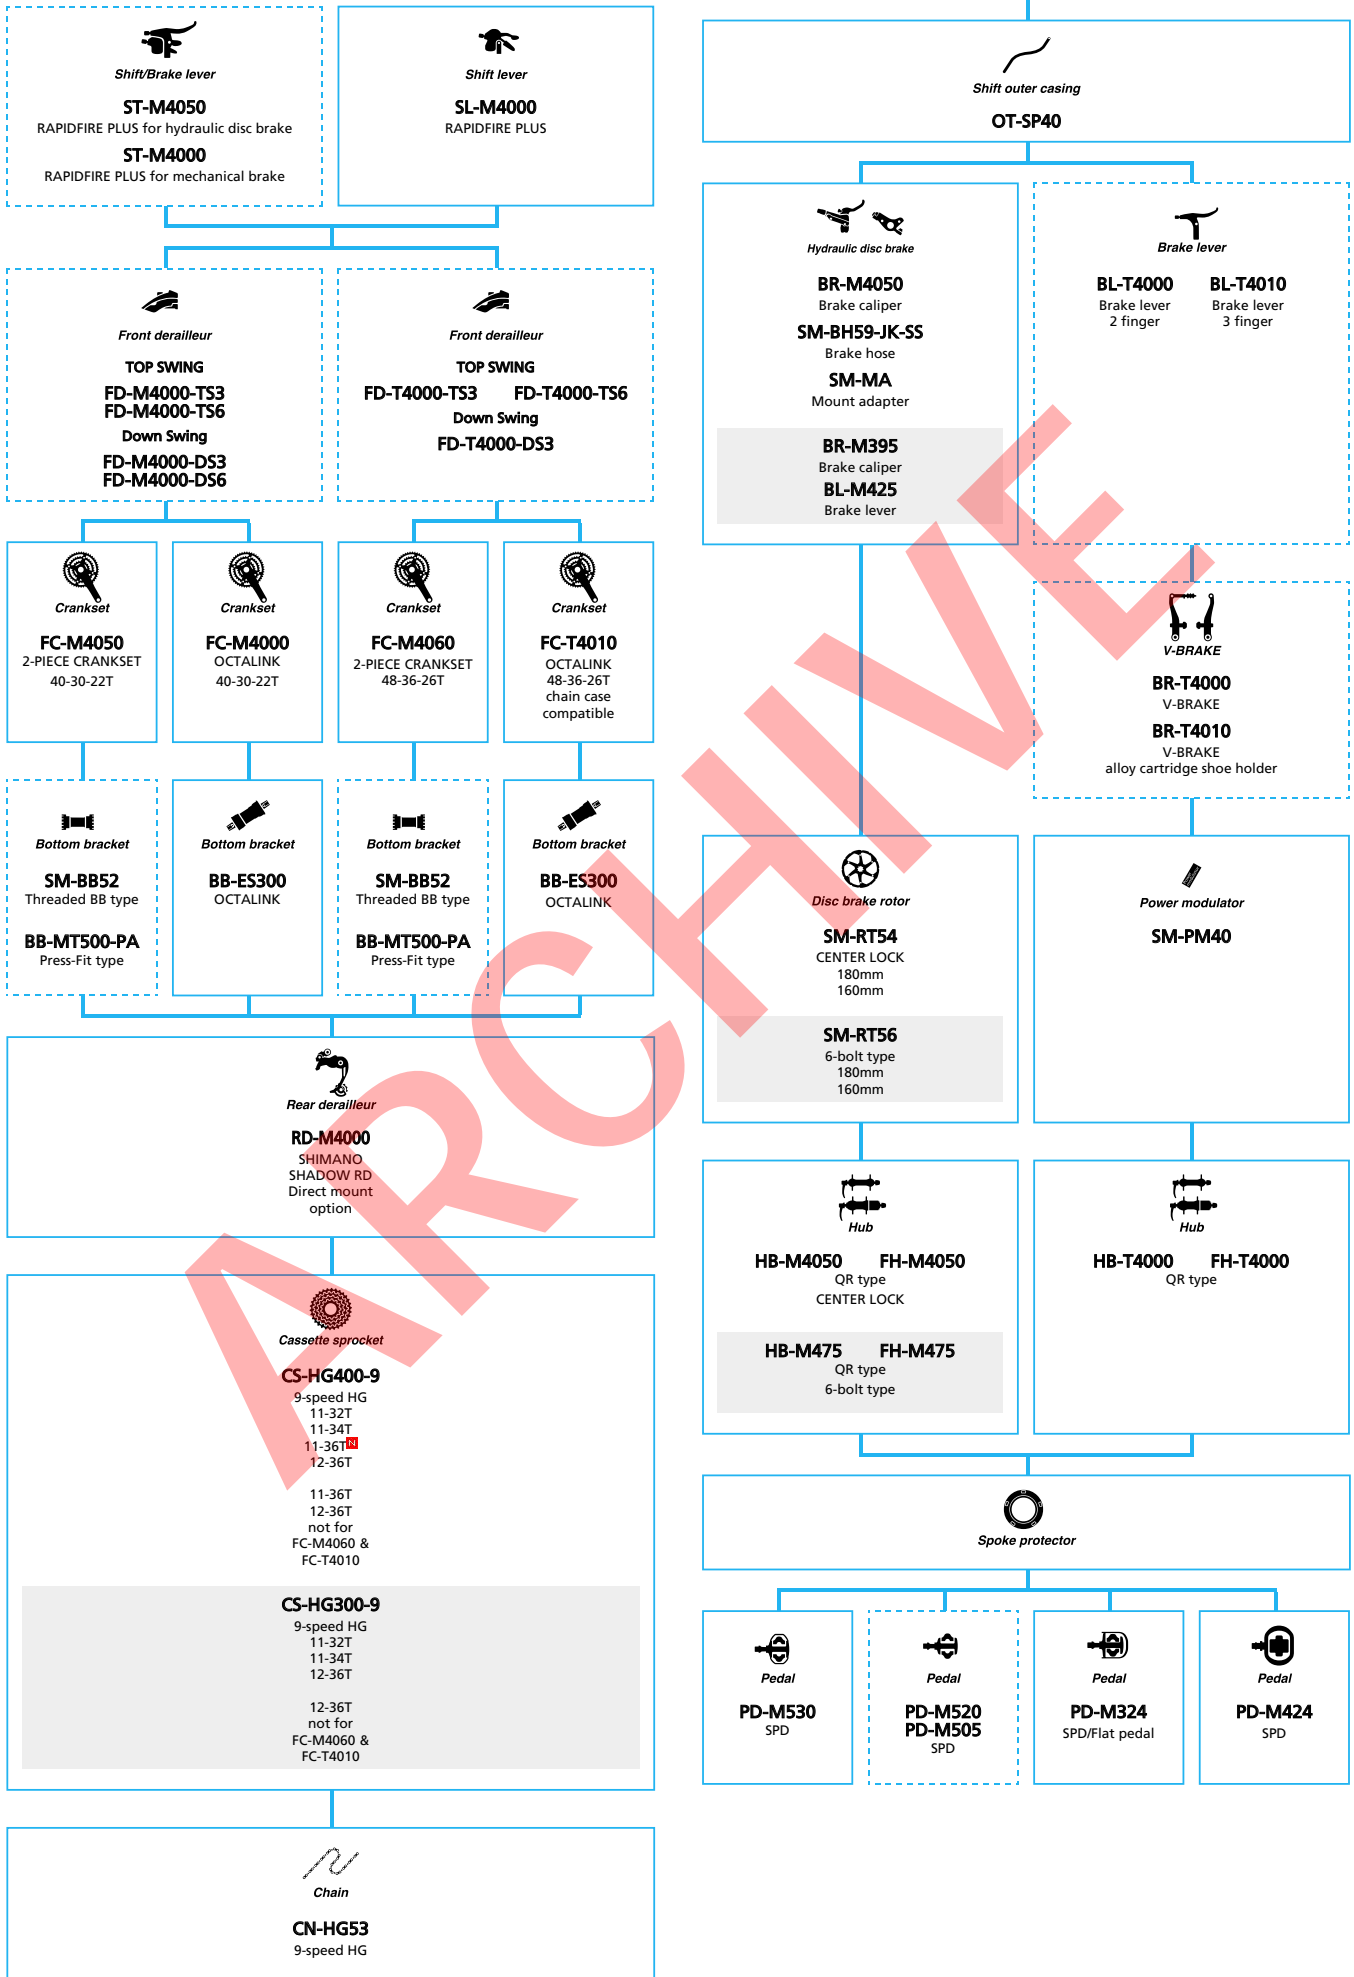 Shift/Brake lever
ST-M4050
RAPIDFIRE PLUS for hydraulic disc brake
ST-M4000
RAPIDFIRE PLUS for mechanical brake
Shift lever
SL-M4000
RAPIDFIRE PLUS
Front derailleur
TOP SWING
FD-M4000-TS3
FD-M4000-TS6
Down Swing
FD-M4000-DS3
FD-M4000-DS6
Front derailleur
TOP SWING
FD-T4000-TS3 FD-T4000-TS6
Down Swing
FD-T4000-DS3
Crankset
FC-M4050
2-PIECE CRANKSET
40-30-22T
Crankset
FC-M4000
OCTALINK
40-30-22T
Crankset
FC-M4060
2-PIECE CRANKSET
48-36-26T
Crankset
FC-T4010
OCTALINK
48-36-26T
chain case
compatible
Bottom bracket
SM-BB52
Threaded BB type
BB-MT500-PA
Press-Fit type
Bottom bracket
BB-ES300
OCTALINK
Bottom bracket
SM-BB52
Threaded BB type
BB-MT500-PA
Press-Fit type
Bottom bracket
BB-ES300
OCTALINK
Rear derailleur
RD-M4000
SHIMANO
SHADOW RD
Direct mount
option
Cassette sprocket
CS-HG400-9
9-speed HG
11-32T
11-34T
11-36T N
12-36T
11-36T
12-36T
not for
FC-M4060 &
FC-T4010
CS-HG300-9
9-speed HG
11-32T
11-34T
12-36T
12-36T
not for
FC-M4060 &
FC-T4010
Chain
CN-HG53
9-speed HG
Shift outer casing
OT-SP40
Hydraulic disc brake
BR-M4050
Brake caliper
SM-BH59-JK-SS
Brake hose
SM-MA
Mount adapter
BR-M395
Brake caliper
BL-M425
Brake lever
Brake lever
BL-T4000 BL-T4010
Brake lever Brake lever
2 finger 3 finger
V-BRAKE
BR-T4000
V-BRAKE
BR-T4010
V-BRAKE
alloy cartridge shoe holder
Disc brake rotor
SM-RT54
CENTER LOCK
180mm
160mm
SM-RT56
6-bolt type
180mm
160mm
Power modulator
SM-PM40
Hub
HB-M4050 FH-M4050
QR type
CENTER LOCK
HB-M475 FH-M475
QR type
6-bolt type
Hub
HB-T4000 FH-T4000
QR type
Spoke protector
Pedal
PD-M530
SPD
Pedal
PD-M520
PD-M505
SPD
Pedal
PD-M324
SPD/Flat pedal
Pedal
PD-M424
SPD
ARCHIVE